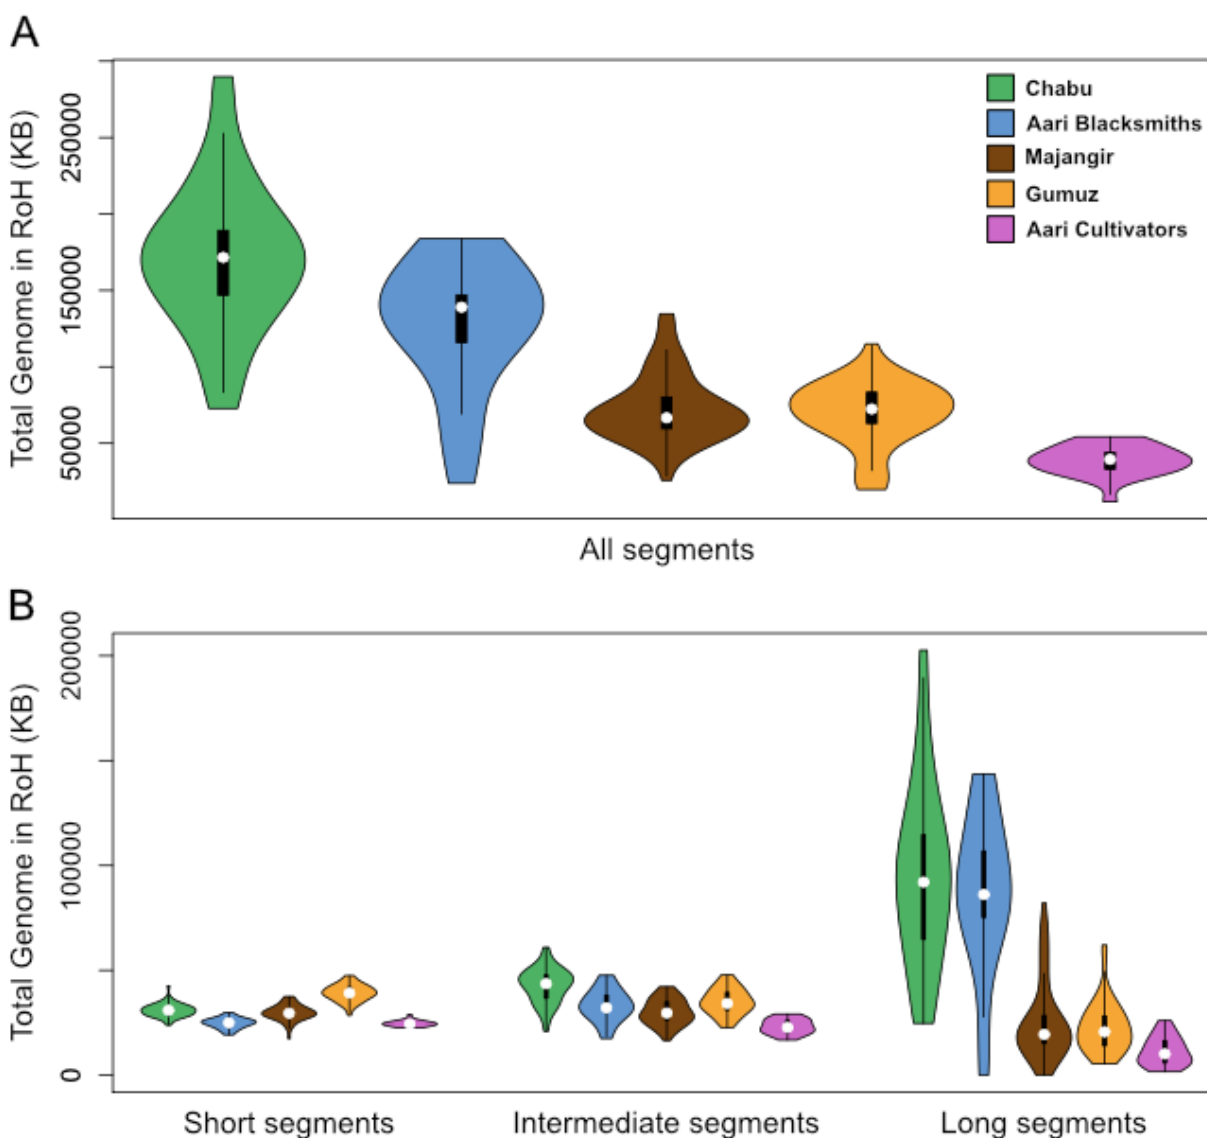 A
Total Genome in RoH (KB)
250000
150000
50000
Chabu
Aari Blacksmiths
Majangir
Gumuz
Aari Cultivators
All segments
B
Total Genome in RoH (KB)
200000
100000
0
Short segments
Intermediate segments
Long segments